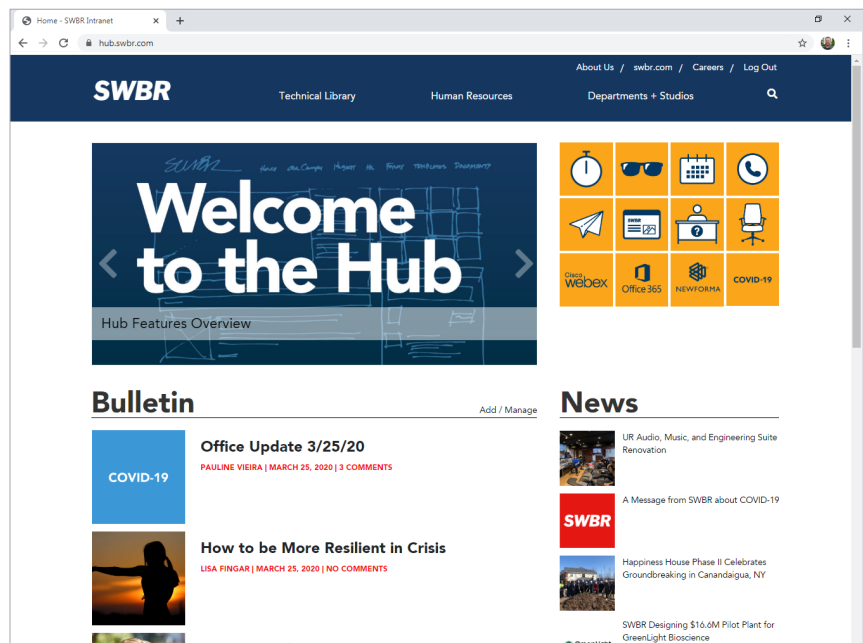 Home - SWBR Intranet
hub.swbr.com
About Us / swbr.com / Careers / Log Out
SWBR
Technical Library Human Resources Departments + Studios
SWBR
Welcome
to the Hub
Hub Features Overview
SWBR
?
Cisco
webex
Office 365
NEWFORMA
COVID-19
Bulletin
Add / Manage
COVID-19
Office Update 3/25/20
PAULINE VIEIRA | MARCH 25, 2020 | 3 COMMENTS
How to be More Resilient in Crisis
LISA FINGAR | MARCH 25, 2020 | NO COMMENTS
News
UR Audio, Music, and Engineering Suite
Renovation
SWBR
A Message from SWBR about COVID-19
Happiness House Phase II Celebrates
Groundbreaking in Canandaigua, NY
SWBR Designing $16.6M Pilot Plant for
GreenLight Bioscience